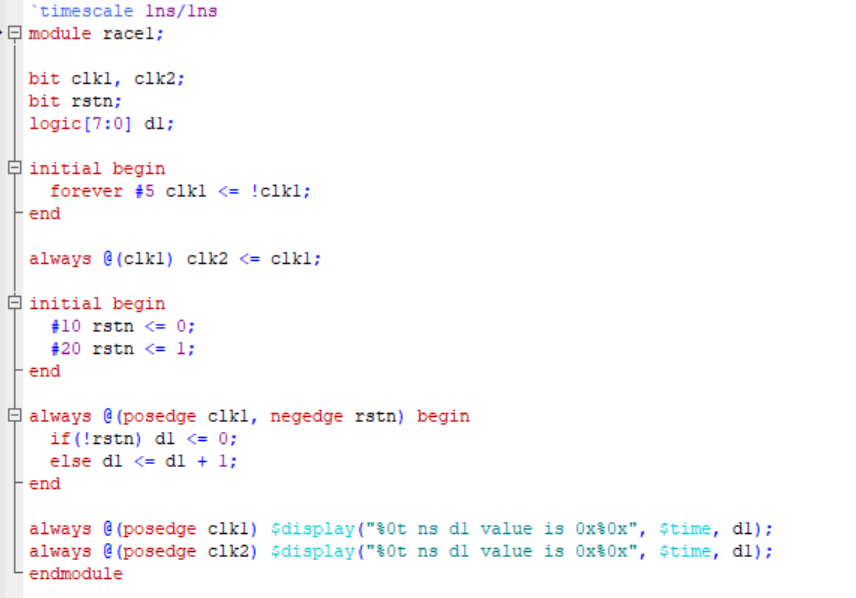 `timescale 1ns/1ns
module race1;
bit clk1, clk2;
bit rstn;
logic[7:0] d1;
initial begin
forever #5 clk1 <= !clk1;
end
always @(clk1) clk2 <= clk1;
initial begin
#10 rstn <= 0;
#20 rstn <= 1;
end
always @(posedge clk1, negedge rstn) begin
if(!rstn) d1 <= 0;
else d1 <= d1 + 1;
end
always @(posedge clk1) $display("%0t ns d1 value is 0x%0x", $time, d1);
always @(posedge clk2) $display("%0t ns d1 value is 0x%0x", $time, d1);
endmodule